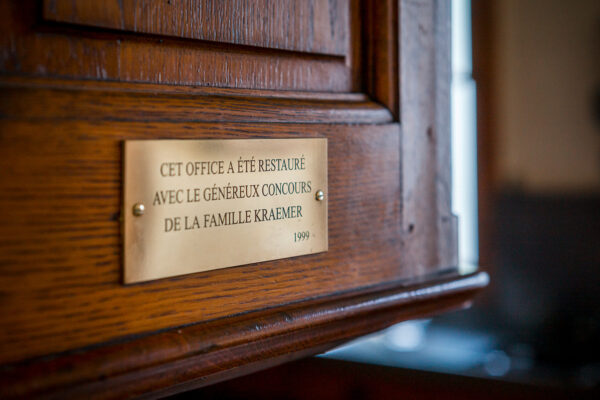 CET OFFICE A ÉTÉ RESTAURÉ
AVEC LE GÉNÉREUX CONCOURS
DE LA FAMILLE KRAEMER
1999